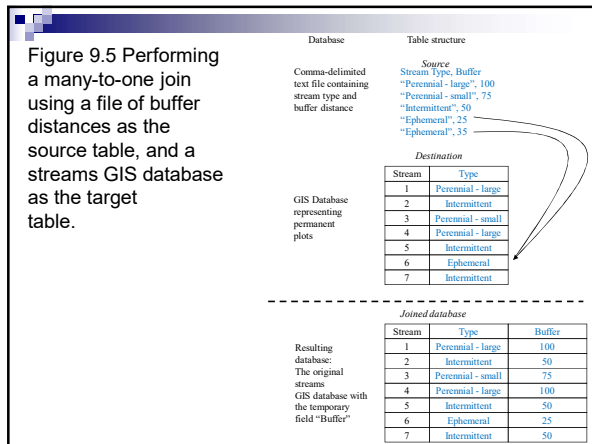 Figure 9.5 Performing
a many-to-one join
using a file of buffer
distances as the
source table, and a
streams GIS database
as the target
table.
Database Table structure
Source
Comma-delimited
text file containing
stream type and
buffer distance
Stream Type, Buffer
“Perennial - large”, 100
“Perennial - small”, 75
“Intermittent”, 50
“Ephemeral”, 25
“Ephemeral”, 35
Destination
GIS Database
representing
permanent
plots
Stream Type
1 Perennial - large
2 Intermittent
3 Perennial - small
4 Perennial - large
5 Intermittent
6 Ephemeral
7 Intermittent
Joined database
Resulting
database:
The original
streams
GIS database with
the temporary
field “Buffer”
Stream Type Buffer
1 Perennial - large 100
2 Intermittent 50
3 Perennial - small 75
4 Perennial - large 100
5 Intermittent 50
6 Ephemeral 25
7 Intermittent 50